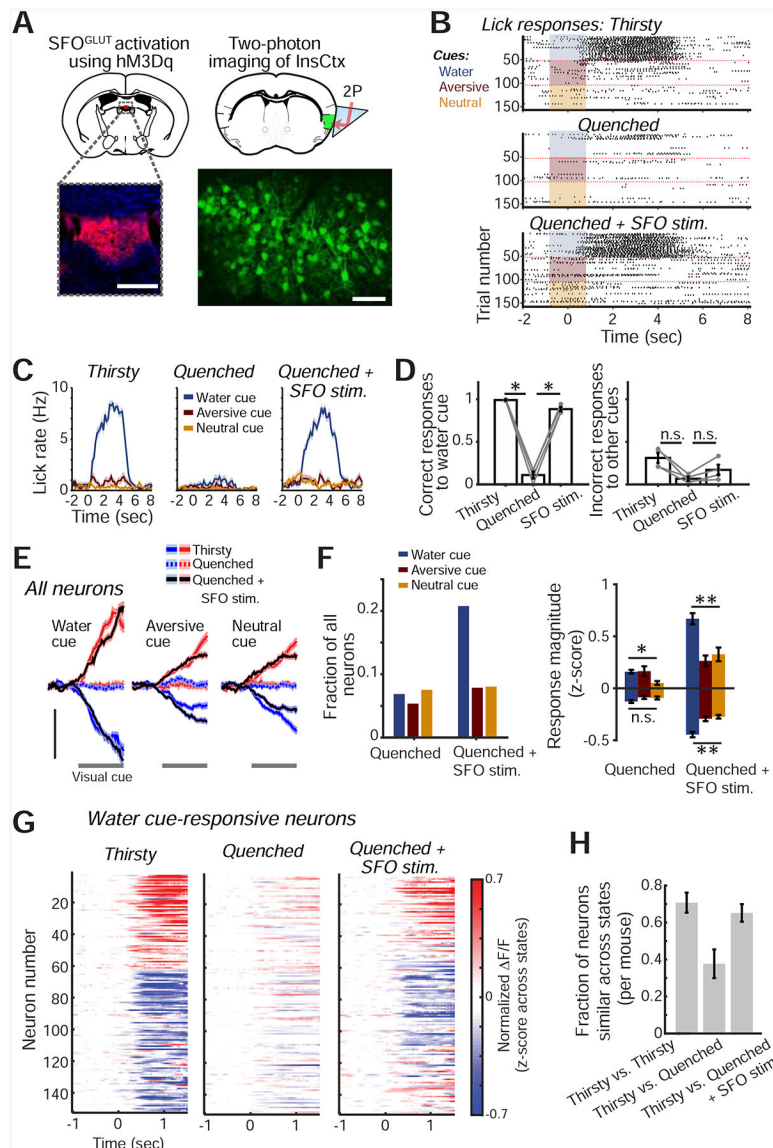 A
SFO^GLUT activation
using hM3Dq
Two-photon
imaging of InsCtx
2P
B
Lick responses: Thirsty
Cues:
Water
Aversive
Neutral
50
100
150
Quenched
50
100
150
Quenched + SFO stim.
50
100
150
Trial number
-2 0 2 4 6 8
Time (sec)
C
Thirsty
Quenched
Quenched +
SFO stim.
Water cue
Aversive cue
Neutral cue
Lick rate (Hz)
10
5
0
-2 0 2 4 6 8
-2 0 2 4 6 8
-2 0 2 4 6 8
Time (sec)
D
Correct responses
to water cue
1
0.5
0
* *
Thirsty
Quenched
SFO stim.
Incorrect responses
to other cues
n.s. n.s.
Thirsty
Quenched
SFO stim.
E
Thirsty
Quenched
Quenched +
SFO stim.
All neurons
Water
cue
Aversive
cue
Neutral
cue
Visual cue
F
Water cue
Aversive cue
Neutral cue
Fraction of all
neurons
0.2
0.1
0
Quenched
Quenched +
SFO stim.
Response magnitude
(z-score)
1
0.5
0
-0.5
*
n.s.
**
**
Quenched
Quenched +
SFO stim.
G
Water cue-responsive neurons
Thirsty
Quenched
Quenched +
SFO stim.
Neuron number
20
40
60
80
100
120
140
-1 0 1
-1 0 1
-1 0 1
Time (sec)
0.7
0
-0.7
Normalized ΔF/F
(z-score across states)
H
Fraction of neurons
similar across states
(per mouse)
0.8
0.6
0.4
0.2
0
Thirsty vs. Thirsty
Thirsty vs. Quenched
Thirsty vs. Quenched
+ SFO stim